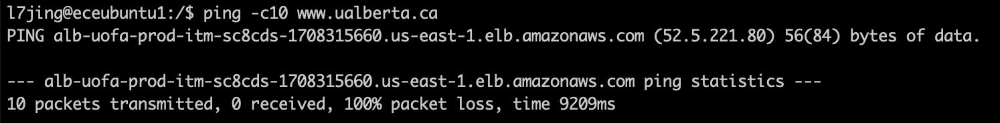 l7jing@eceubuntu1:/$ ping -c10 www.ualberta.ca
PING alb-uofa-prod-itm-sc8cds-1708315660.us-east-1.elb.amazonaws.com (52.5.221.80) 56(84) bytes of data.
--- alb-uofa-prod-itm-sc8cds-1708315660.us-east-1.elb.amazonaws.com ping statistics ---
10 packets transmitted, 0 received, 100% packet loss, time 9209ms